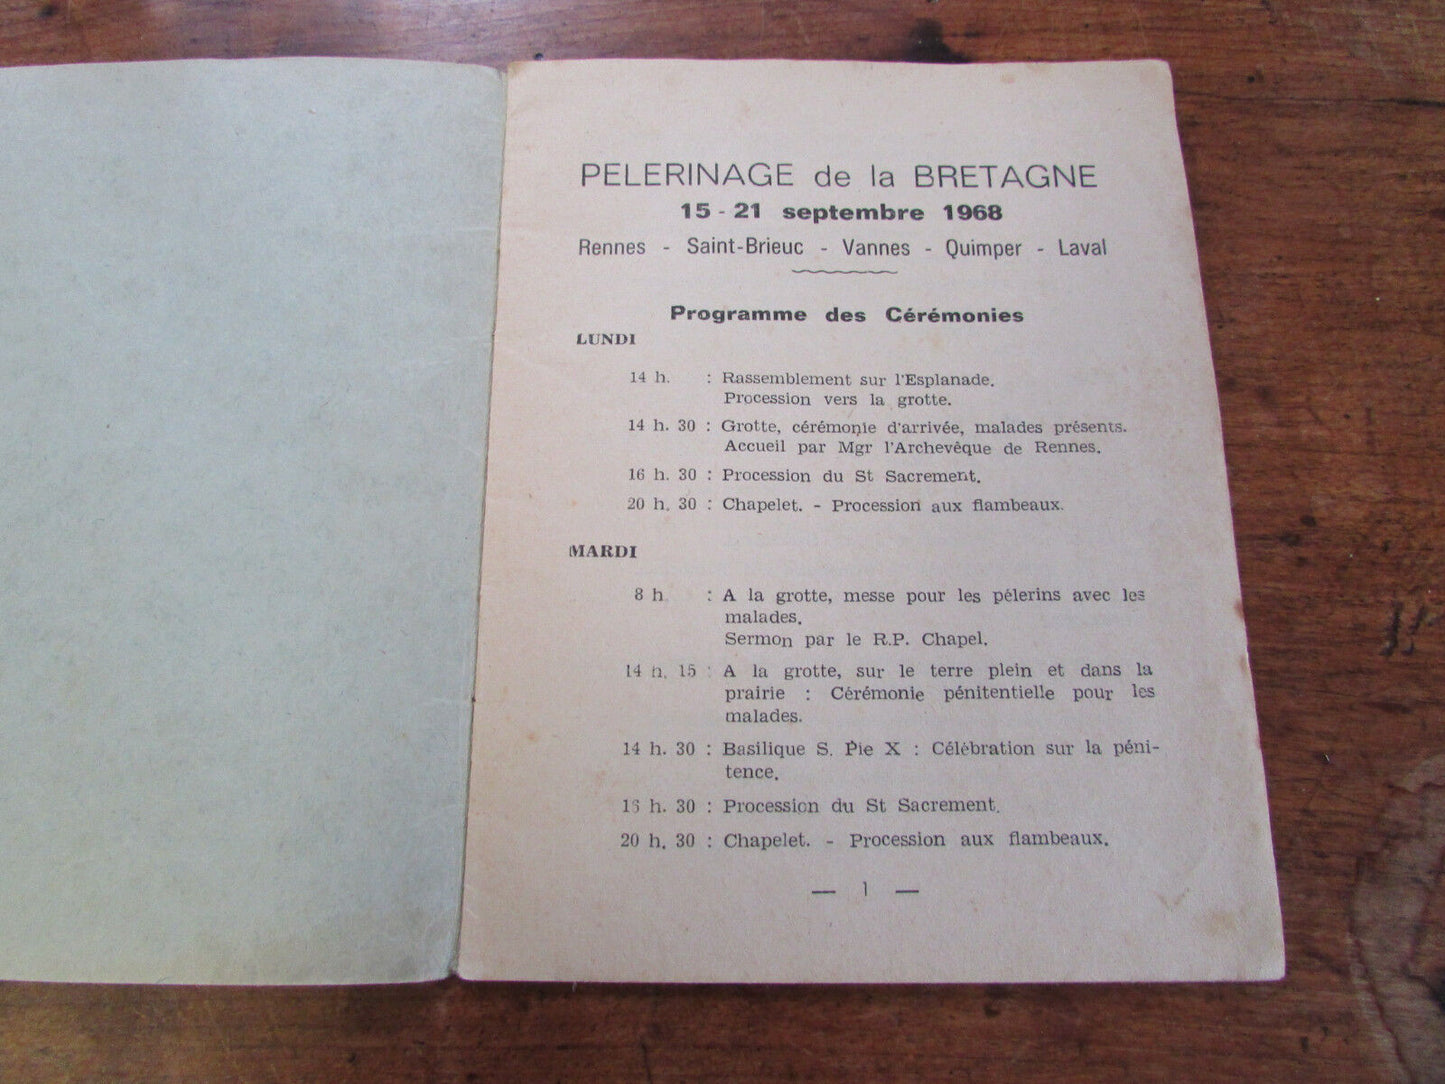 PELERINAGE de la BRETAGNE
15 - 21 septembre 1968
Rennes - Saint-Brieuc - Vannes - Quimper - Laval
Programme des Cérémonies
LUNDI
14 h. : Rassemblement sur l'Esplanade.
Procession vers la grotte.
14 h. 30 : Grotte, cérémonie d'arrivée, malades présents.
Accueil par Mgr l'Archevêque de Rennes.
16 h. 30 : Procession du St Sacrement.
20 h. 30 : Chapelet. - Procession aux flambeaux.
MARDI
8 h. : A la grotte, messe pour les pélerins avec les
malades.
Sermon par le R.P. Chapel.
14 h. 15 : A la grotte, sur le terre plein et dans la
prairie : Cérémonie pénitentielle pour les
malades.
14 h. 30 : Basilique S. Pie X : Célébration sur la péni-
tence.
16 h. 30 : Procession du St Sacrement.
20 h. 30 : Chapelet. - Procession aux flambeaux.
— 1 —